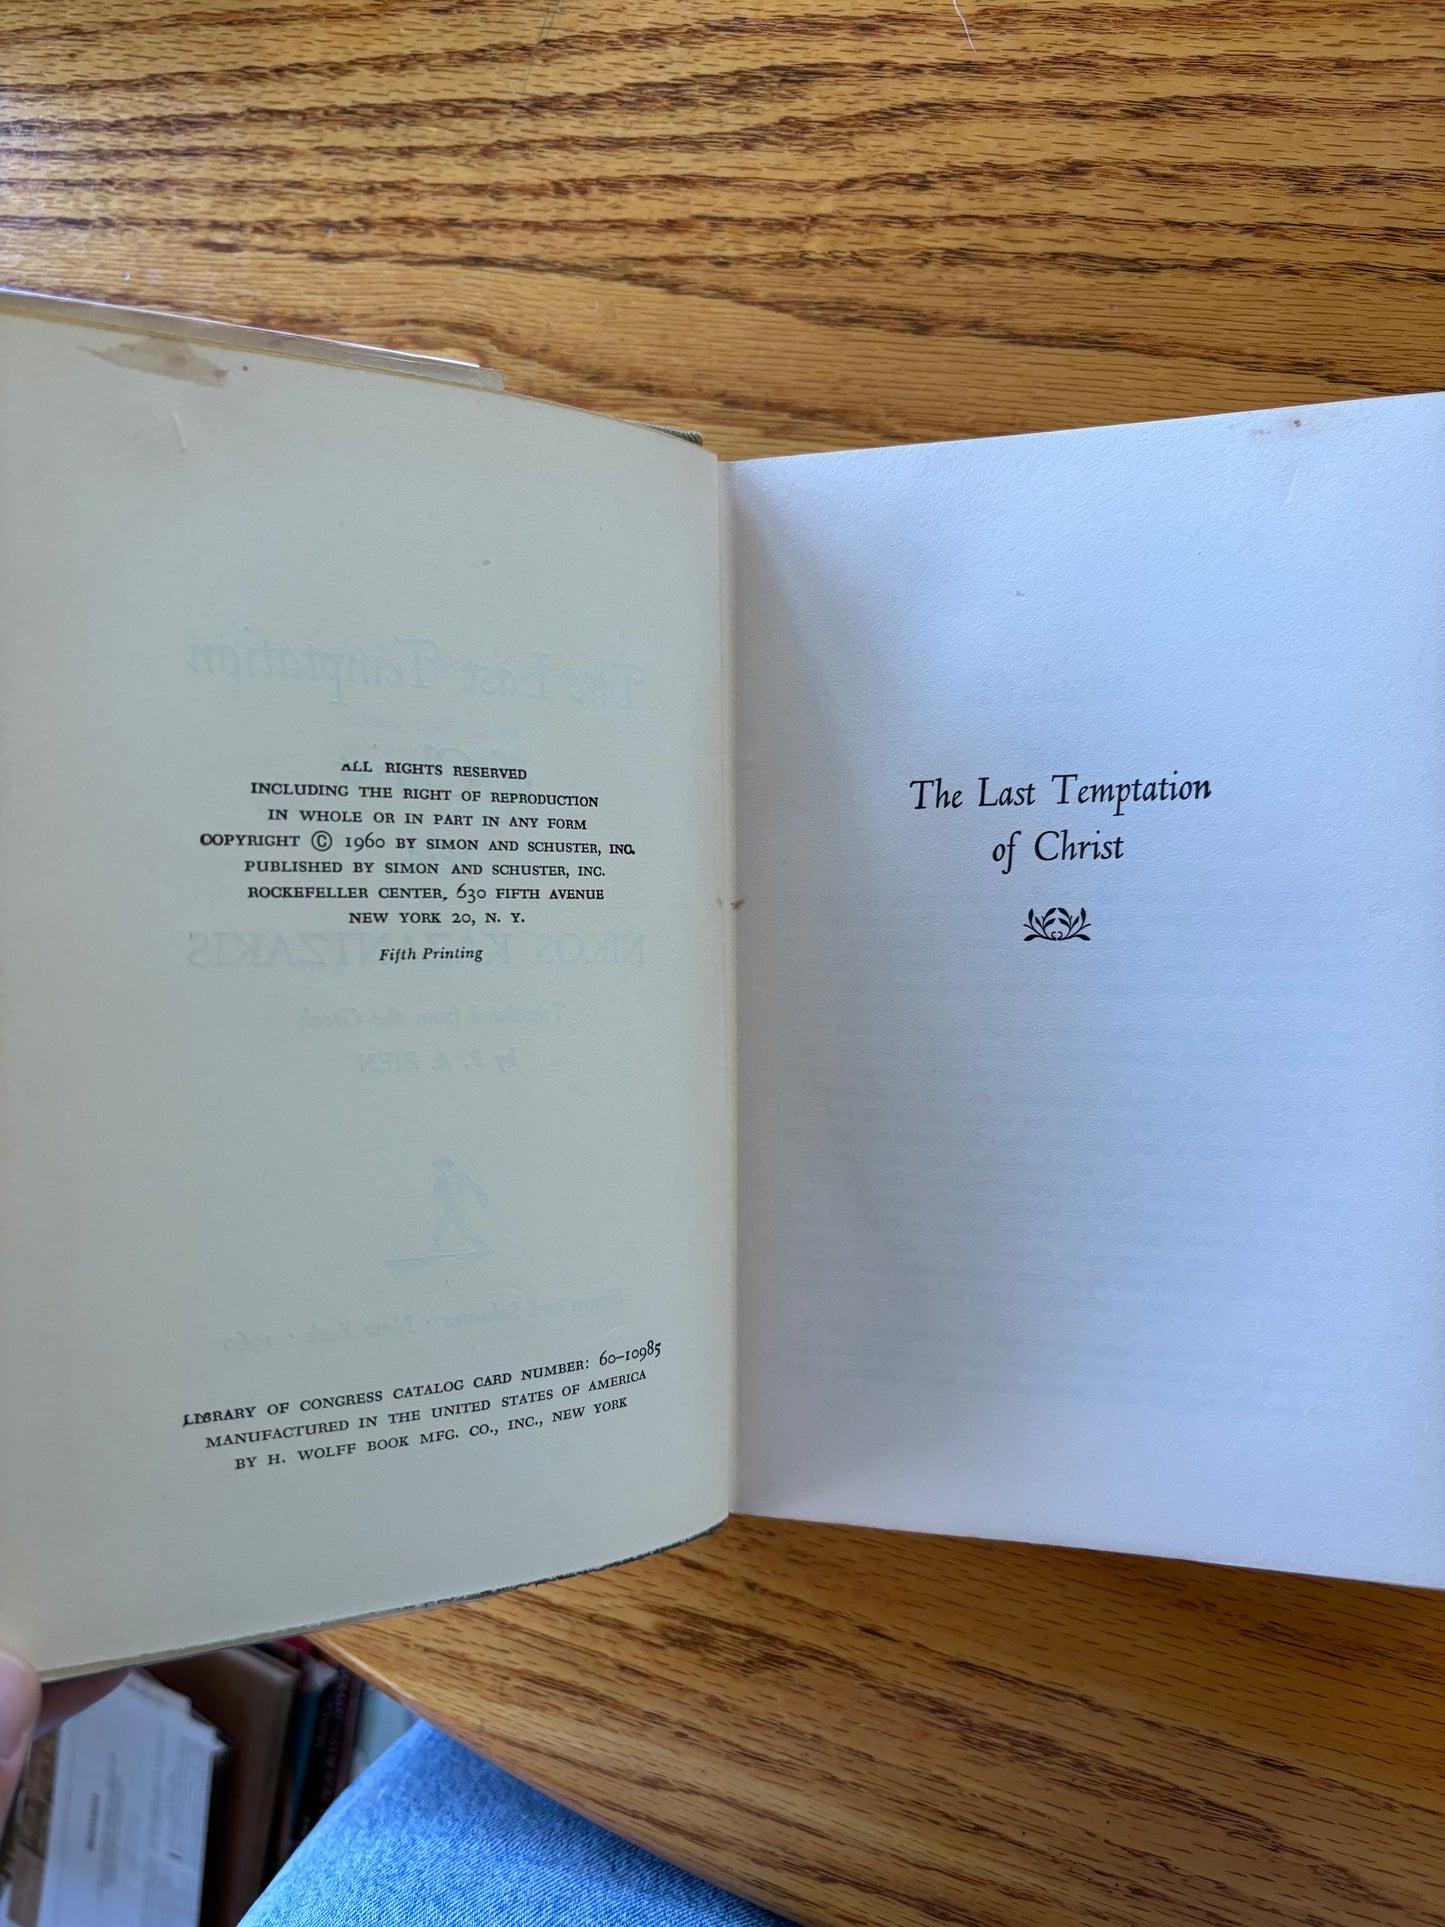 ALL RIGHTS RESERVED
INCLUDING THE RIGHT OF REPRODUCTION
IN WHOLE OR IN PART IN ANY FORM
COPYRIGHT © 1960 BY SIMON AND SCHUSTER, INC.
PUBLISHED BY SIMON AND SCHUSTER, INC.
ROCKEFELLER CENTER, 630 FIFTH AVENUE
NEW YORK 20, N. Y.
Fifth Printing
LIBRARY OF CONGRESS CATALOG CARD NUMBER: 60–10985
MANUFACTURED IN THE UNITED STATES OF AMERICA
BY H. WOLFF BOOK MFG. CO., INC., NEW YORK
The Last Temptation
of Christ